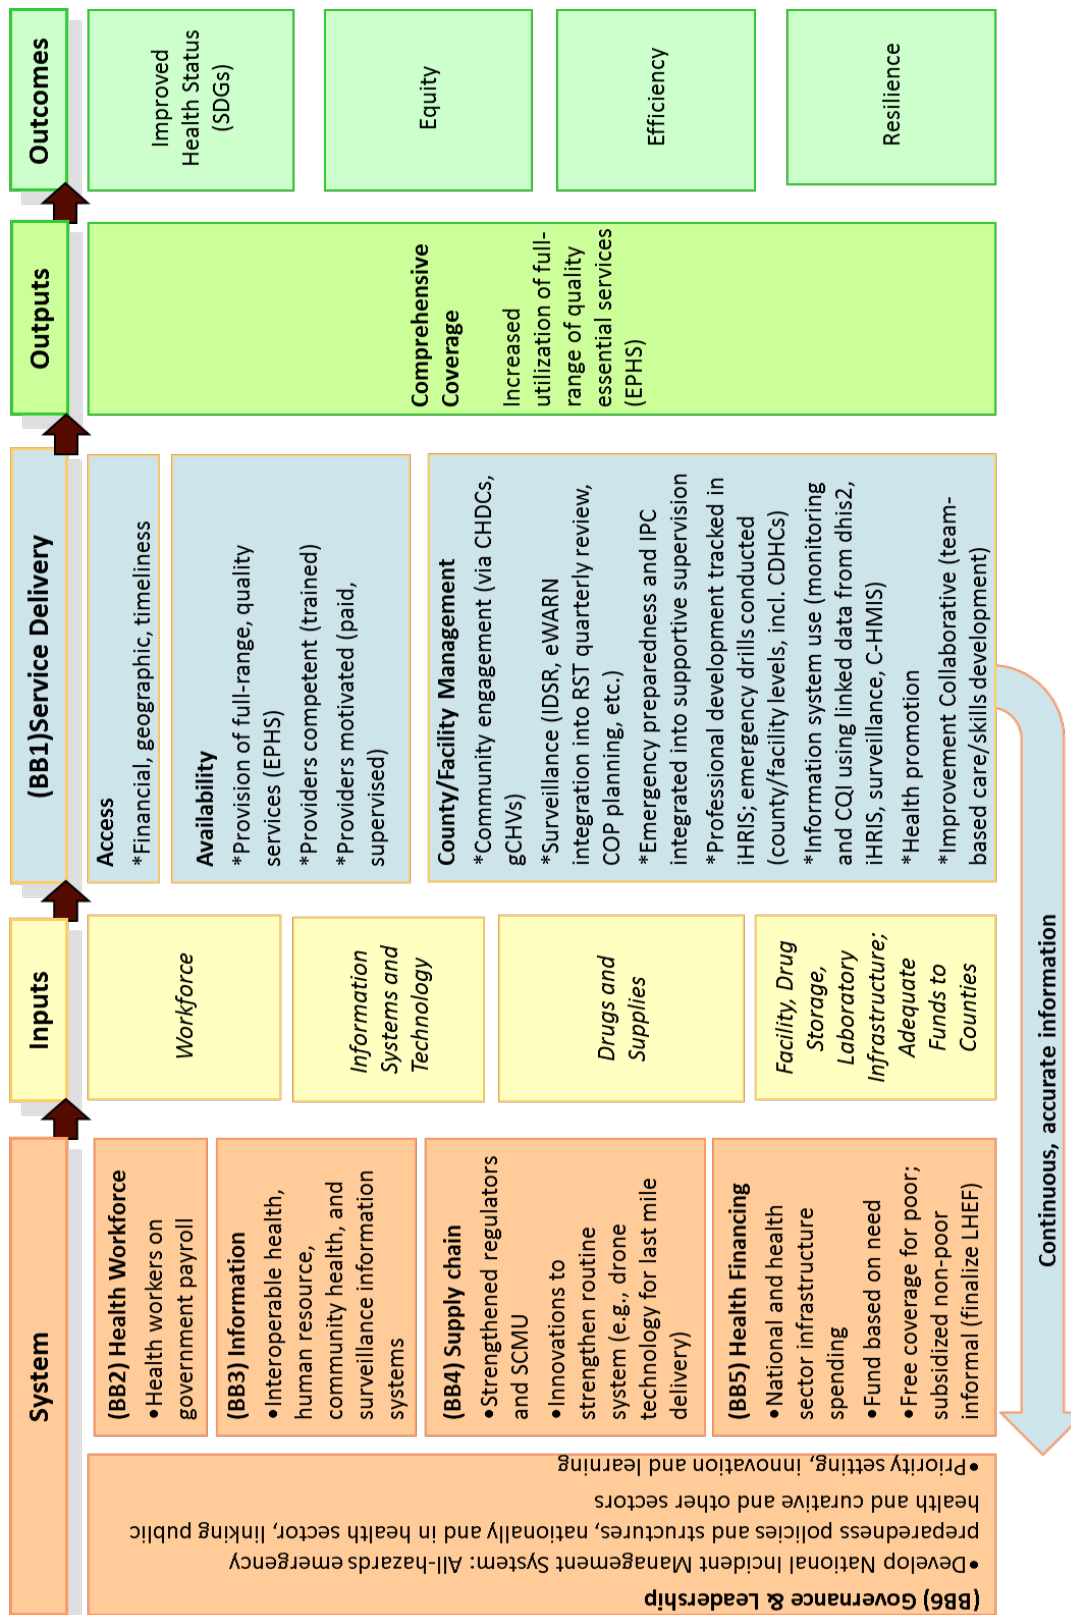 System
(BB6) Governance & Leadership
•Develop National Incident Management System: All-hazards emergency
preparedness policies and structures, nationally and in health sector, linking public
health and curative and other sectors
•Priority setting, innovation and learning
(BB2) Health Workforce
•Health workers on
government payroll
(BB3) Information
•Interoperable health,
human resource,
community health, and
surveillance information
systems
(BB4) Supply chain
•Strengthened regulators
and SCMU
•Innovations to
strengthen routine
system (e.g., drone
technology for last mile
delivery)
(BB5) Health Financing
•National and health
sector infrastructure
spending
•Fund based on need
•Free coverage for poor;
subsidized non-poor
informal (finalize LHEF)
Inputs
Workforce
Information
Systems and
Technology
Drugs and
Supplies
Facility, Drug
Storage,
Laboratory
Infrastructure;
Adequate
Funds to
Counties
(BB1)Service Delivery
Access
*Financial, geographic, timeliness
Availability
*Provision of full-range, quality
services (EPHS)
*Providers competent (trained)
*Providers motivated (paid,
supervised)
County/Facility Management
*Community engagement (via CHDCs,
gCHVs)
*Surveillance (IDSR, eWARN
integration into RST quarterly review,
COP planning, etc.)
*Emergency preparedness and IPC
integrated into supportive supervision
*Professional development tracked in
iHRIS; emergency drills conducted
(county/facility levels, incl. CDHCs)
*Information system use (monitoring
and CQI using linked data from dhis2,
iHRIS, surveillance, C-HMIS)
*Health promotion
*Improvement Collaborative (team-
based care/skills development)
Outputs
Comprehensive
Coverage
Increased
utilization of full-
range of quality
essential services
(EPHS)
Outcomes
Improved
Health Status
(SDGs)
Equity
Efficiency
Resilience
Continuous, accurate information